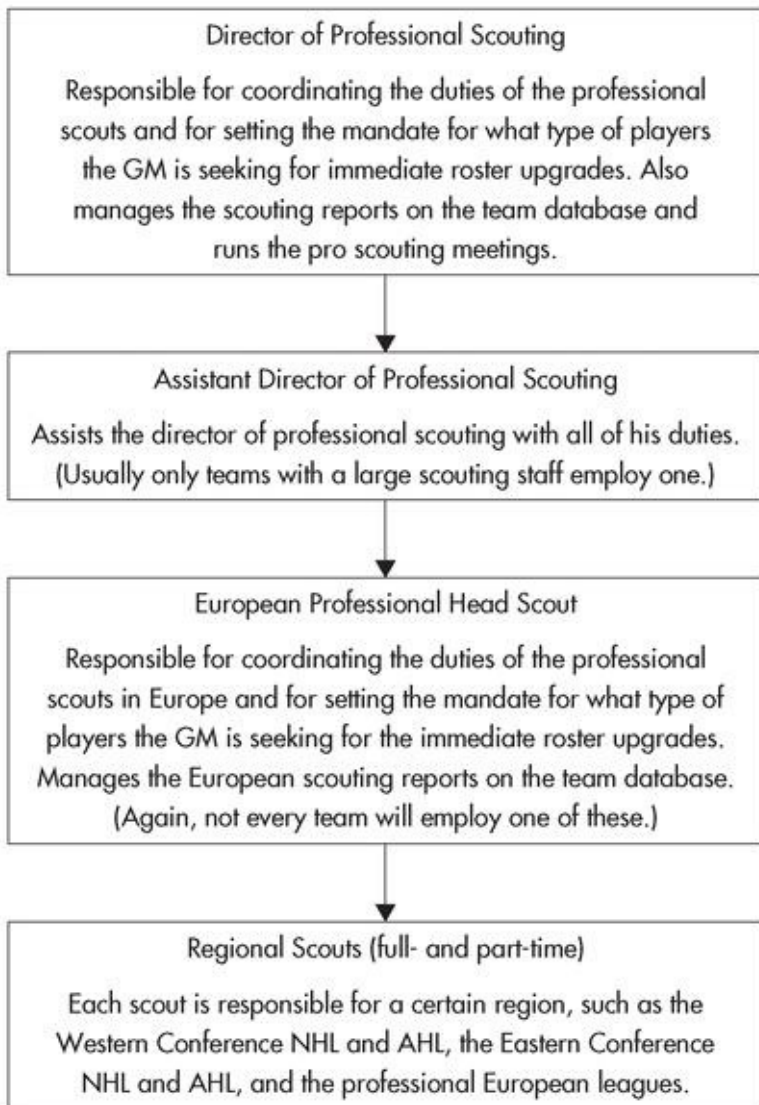 Director of Professional Scouting
Responsible for coordinating the duties of the professional
scouts and for setting the mandate for what type of players
the GM is seeking for immediate roster upgrades. Also
manages the scouting reports on the team database and
runs the pro scouting meetings.
Assistant Director of Professional Scouting
Assists the director of professional scouting with all of his duties.
(Usually only teams with a large scouting staff employ one.)
European Professional Head Scout
Responsible for coordinating the duties of the professional
scouts in Europe and for setting the mandate for what type of
players the GM is seeking for the immediate roster upgrades.
Manages the European scouting reports on the team database.
(Again, not every team will employ one of these.)
Regional Scouts (full- and part-time)
Each scout is responsible for a certain region, such as the
Western Conference NHL and AHL, the Eastern Conference
NHL and AHL, and the professional European leagues.